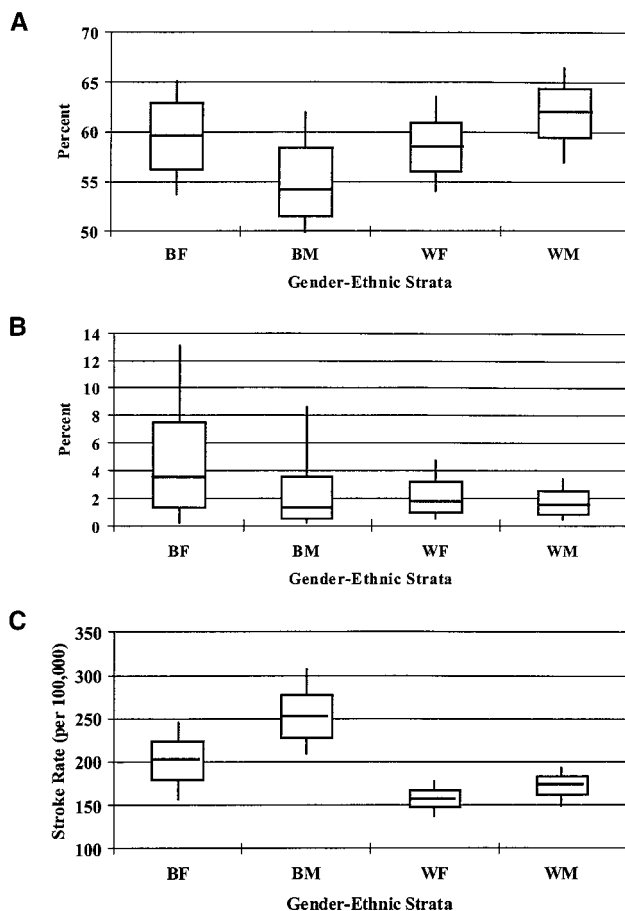 A
70
65
60
55
50
Percent
BF BM WF WM
Gender-Ethnic Strata
B
14
12
10
8
6
4
2
0
Percent
BF BM WF WM
Gender-Ethnic Strata
C
350
300
250
200
150
100
Stroke Rate (per 100,000)
BF BM WF WM
Gender-Ethnic Strata